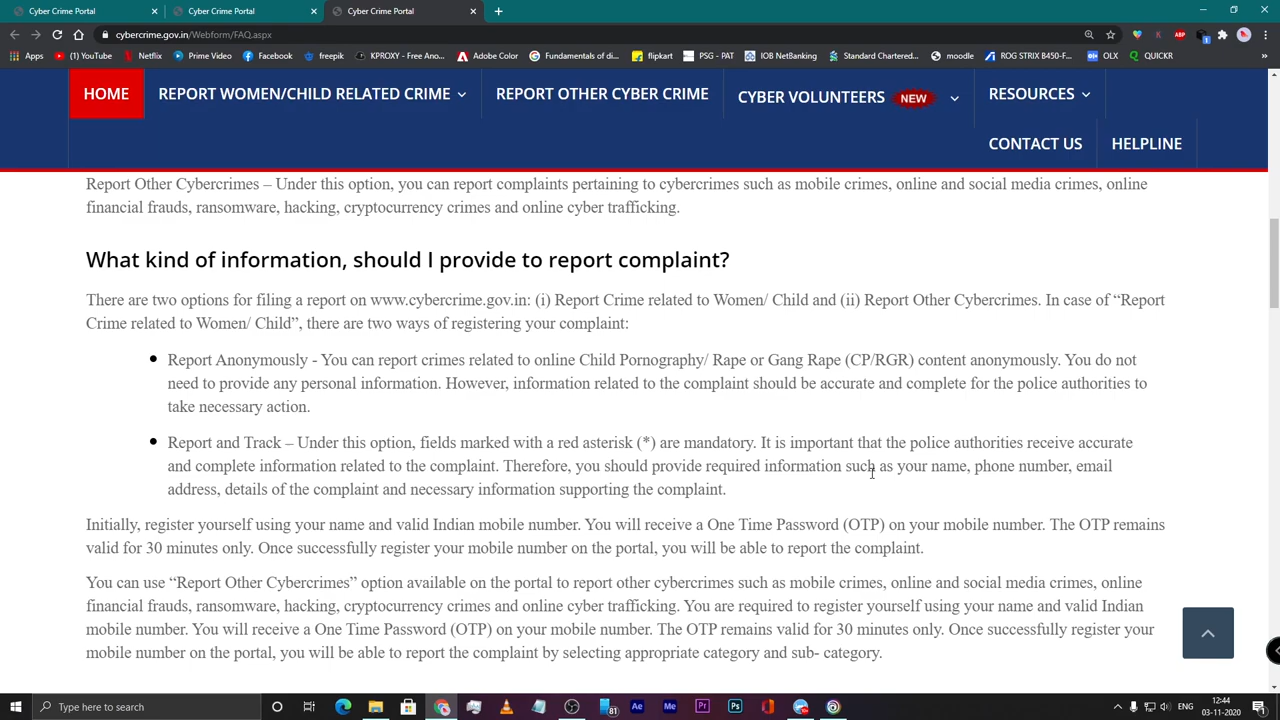 Cyber Crime Portal
Cyber Crime Portal
Cyber Crime Portal
cybercrime.gov.in/Webform/FAQ.aspx
Apps
(1) YouTube
Netflix
Prime Video
Facebook
freepik
KPROXY - Free Ano...
Adobe Color
Fundamentals of di...
flipkart
PSG - PAT
IOB NetBanking
Standard Chartered...
moodle
ROG STRIX B450-F...
OLX
QUICKR
HOME
REPORT WOMEN/CHILD RELATED CRIME
REPORT OTHER CYBER CRIME
CYBER VOLUNTEERS NEW
RESOURCES
CONTACT US
HELPLINE
Report Other Cybercrimes – Under this option, you can report complaints pertaining to cybercrimes such as mobile crimes, online and social media crimes, online
financial frauds, ransomware, hacking, cryptocurrency crimes and online cyber trafficking.
What kind of information, should I provide to report complaint?
There are two options for filing a report on www.cybercrime.gov.in: (i) Report Crime related to Women/ Child and (ii) Report Other Cybercrimes. In case of “Report
Crime related to Women/ Child”, there are two ways of registering your complaint:
Report Anonymously - You can report crimes related to online Child Pornography/ Rape or Gang Rape (CP/RGR) content anonymously. You do not
need to provide any personal information. However, information related to the complaint should be accurate and complete for the police authorities to
take necessary action.
Report and Track – Under this option, fields marked with a red asterisk (*) are mandatory. It is important that the police authorities receive accurate
and complete information related to the complaint. Therefore, you should provide required information such as your name, phone number, email
address, details of the complaint and necessary information supporting the complaint.
Initially, register yourself using your name and valid Indian mobile number. You will receive a One Time Password (OTP) on your mobile number. The OTP remains
valid for 30 minutes only. Once successfully register your mobile number on the portal, you will be able to report the complaint.
You can use “Report Other Cybercrimes” option available on the portal to report other cybercrimes such as mobile crimes, online and social media crimes, online
financial frauds, ransomware, hacking, cryptocurrency crimes and online cyber trafficking. You are required to register yourself using your name and valid Indian
mobile number. You will receive a One Time Password (OTP) on your mobile number. The OTP remains valid for 30 minutes only. Once successfully register your
mobile number on the portal, you will be able to report the complaint by selecting appropriate category and sub- category.
Type here to search
81
Ae
Me
Pr
Ps
ENG
12:44
03-11-2020